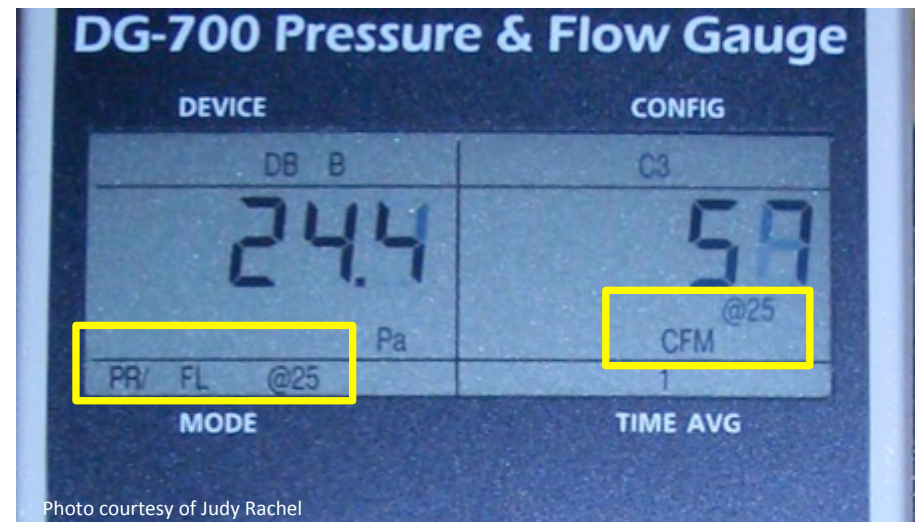 DG-700 Pressure & Flow Gauge
DEVICE CONFIG
DB B C3
24.4 57
@25
Pa CFM
PR/ FL @25 1
MODE TIME AVG
Photo courtesy of Judy Rachel